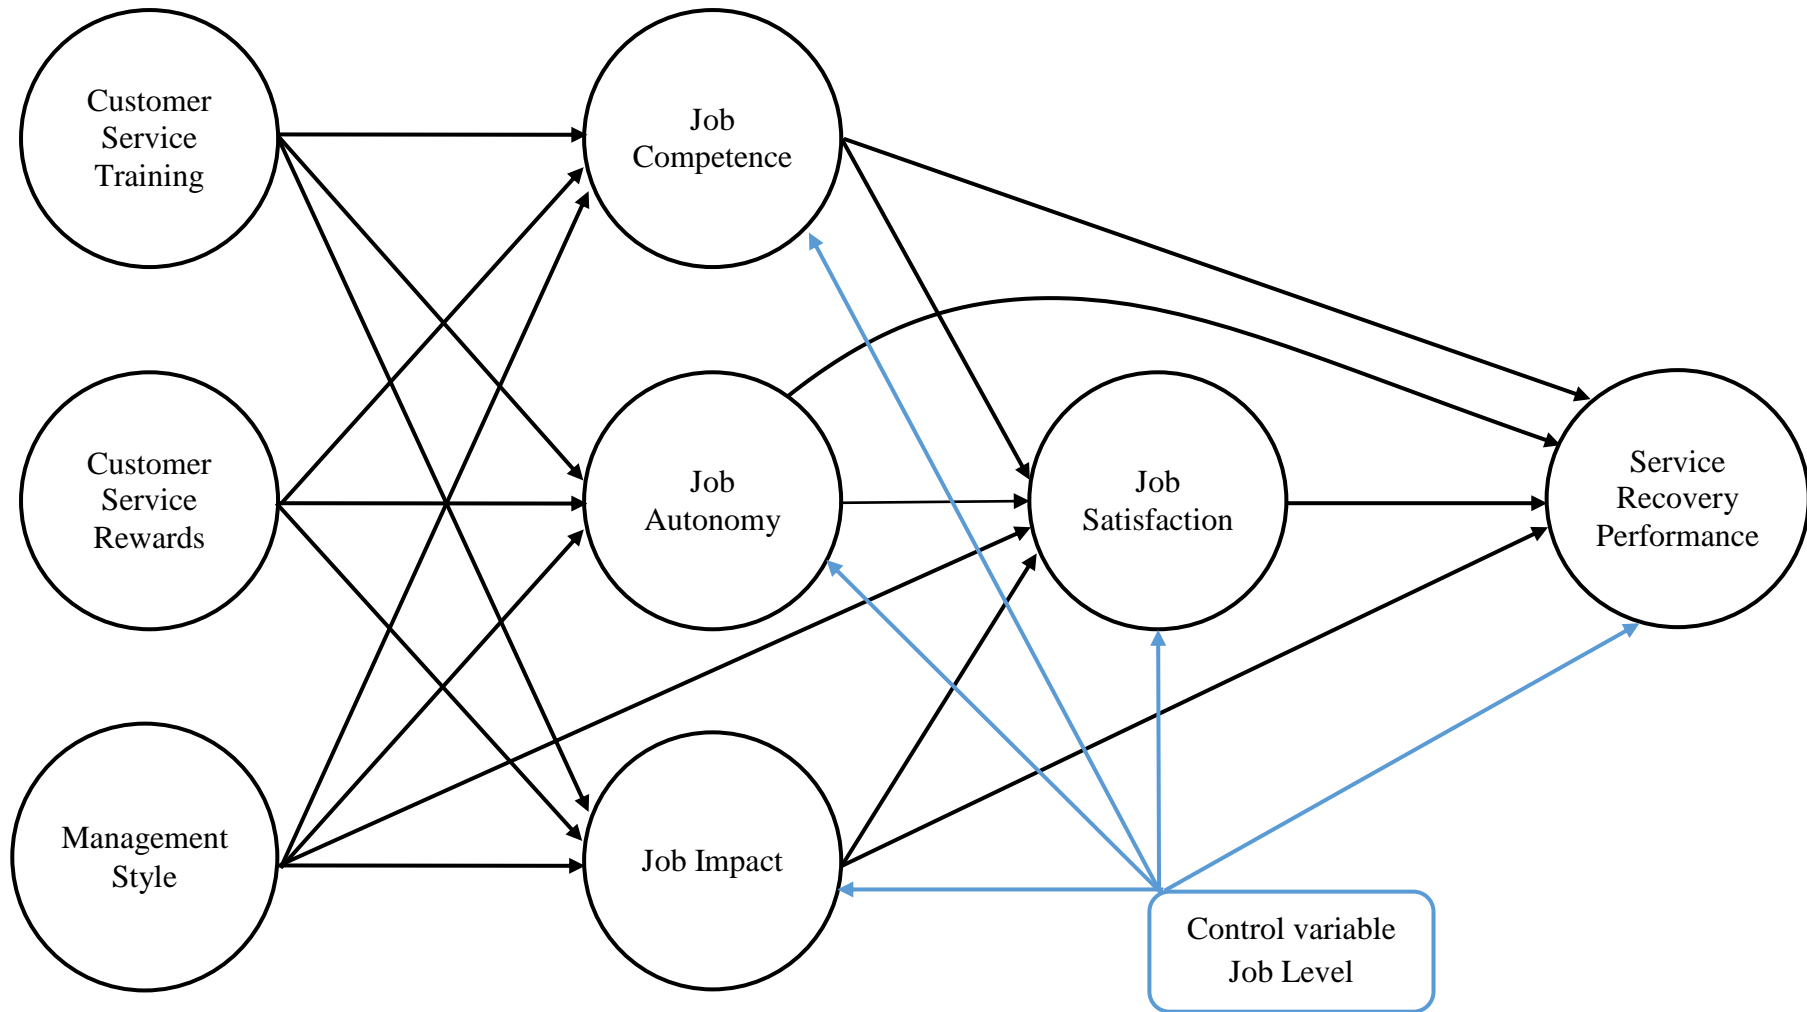 Customer
Service
Training
Job
Competence
Customer
Service
Rewards
Job
Autonomy
Job
Satisfaction
Service
Recovery
Performance
Management
Style
Job Impact
Control variable
Job Level